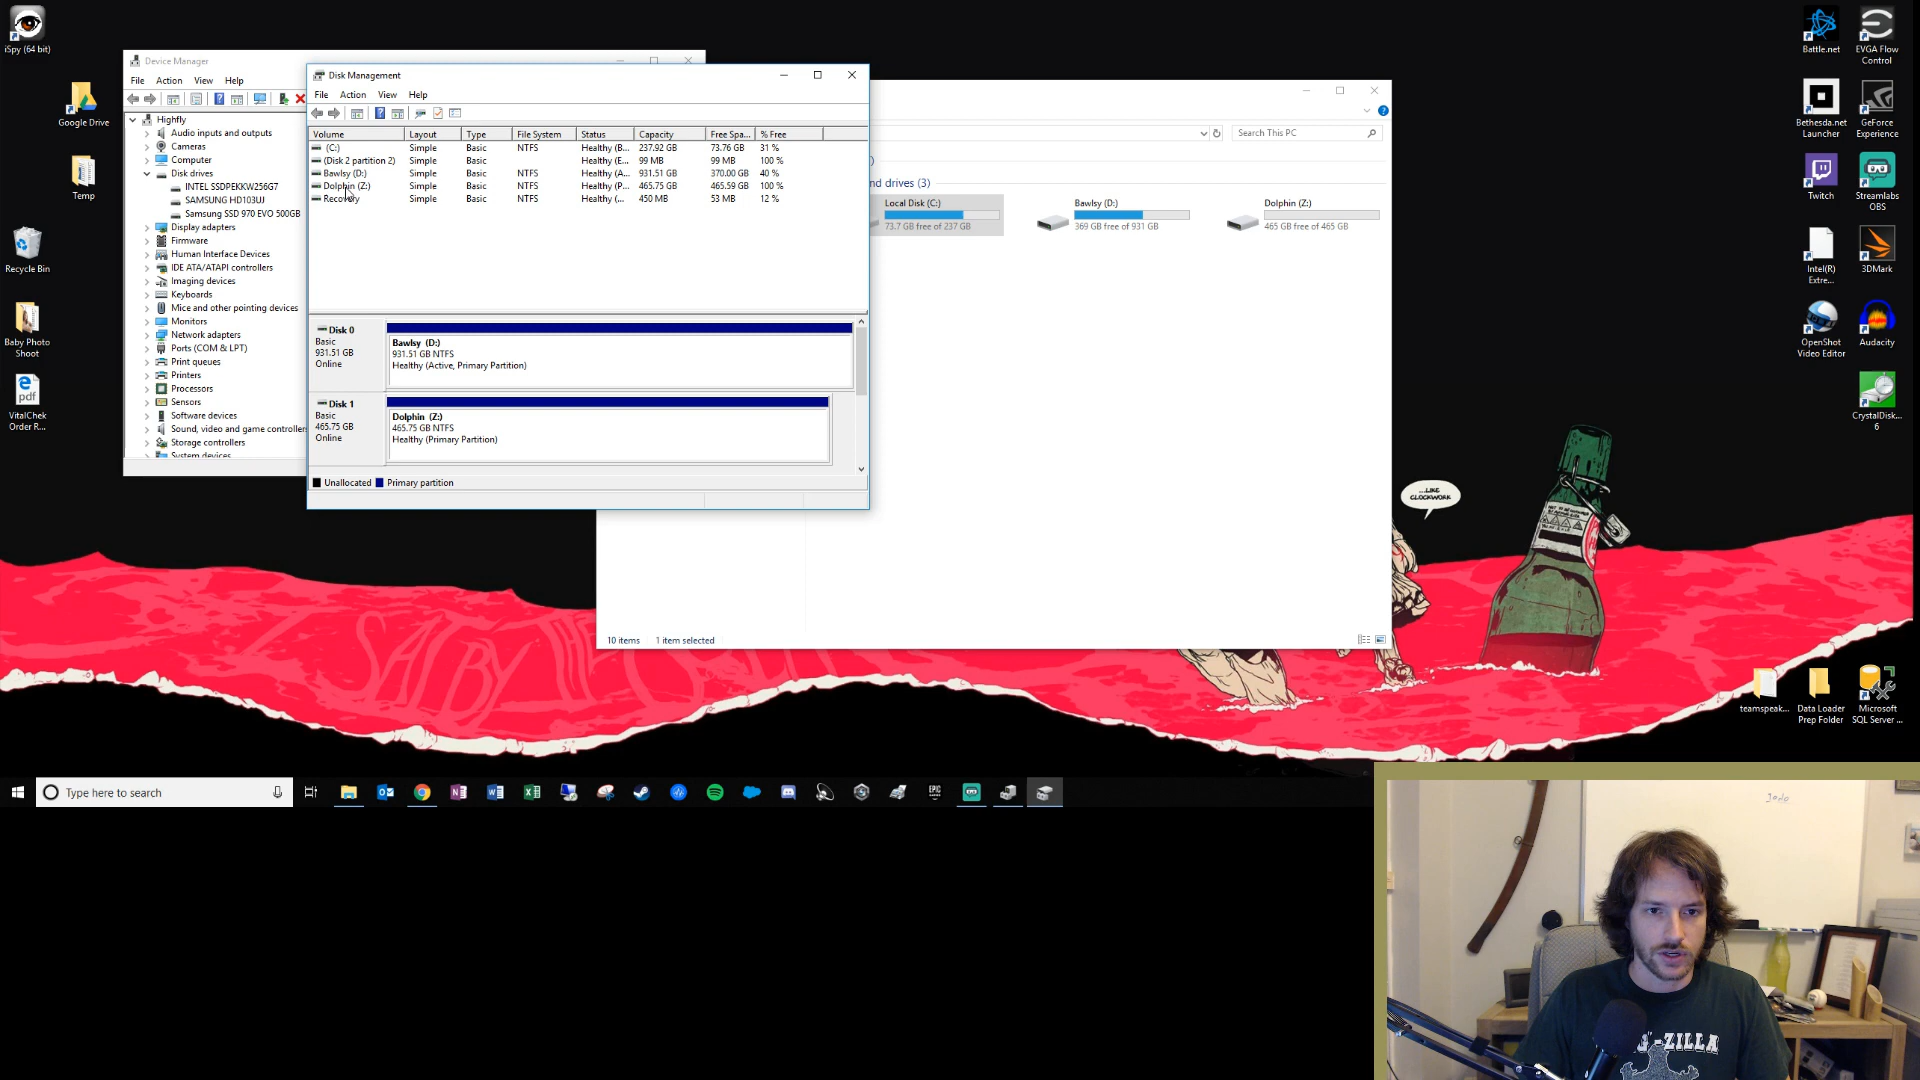 iSpy (64 bit)
Google Drive
Temp
Recycle Bin
Baby Photo
Shoot
VitalChek
Order R...
Device Manager
File Action View Help
Highfly
Audio inputs and outputs
Cameras
Computer
Disk drives
INTEL SSDPEKKW256G7
SAMSUNG HD103UJ
Samsung SSD 970 EVO 500GB
Display adapters
Firmware
Human Interface Devices
IDE ATA/ATAPI controllers
Imaging devices
Keyboards
Mice and other pointing devices
Monitors
Network adapters
Ports (COM & LPT)
Print queues
Printers
Processors
Sensors
Software devices
Sound, video and game controllers
Storage controllers
System devices
Disk Management
File Action View Help
Volume Layout Type File System Status Capacity Free Spa... % Free
(C:) Simple Basic NTFS Healthy (B... 237.92 GB 73.76 GB 31 %
(Disk 2 partition 2) Simple Basic Healthy (E... 99 MB 99 MB 100 %
Bawlsy (D:) Simple Basic NTFS Healthy (A... 931.51 GB 370.00 GB 40 %
Dolphin (Z:) Simple Basic NTFS Healthy (P... 465.75 GB 465.59 GB 100 %
Recovery Simple Basic NTFS Healthy (... 450 MB 53 MB 12 %
Disk 0
Basic
931.51 GB
Online
Bawlsy (D:)
931.51 GB NTFS
Healthy (Active, Primary Partition)
Disk 1
Basic
465.75 GB
Online
Dolphin (Z:)
465.75 GB NTFS
Healthy (Primary Partition)
Unallocated Primary partition
Search This PC
nd drives (3)
Local Disk (C:)
73.7 GB free of 237 GB
Bawlsy (D:)
369 GB free of 931 GB
Dolphin (Z:)
465 GB free of 465 GB
10 items 1 item selected
...LIKE
CLOCKWORK
Battle.net
EVGA Flow
Control
Bethesda.net
Launcher
GeForce
Experience
Twitch
Streamlabs
OBS
Intel(R)
Extre...
3DMark
OpenShot
Video Editor
Audacity
CrystalDisk...
6
teamspeak...
Data Loader
Prep Folder
Microsoft
SQL Server ...
Type here to search
EPIC
-ZILLA